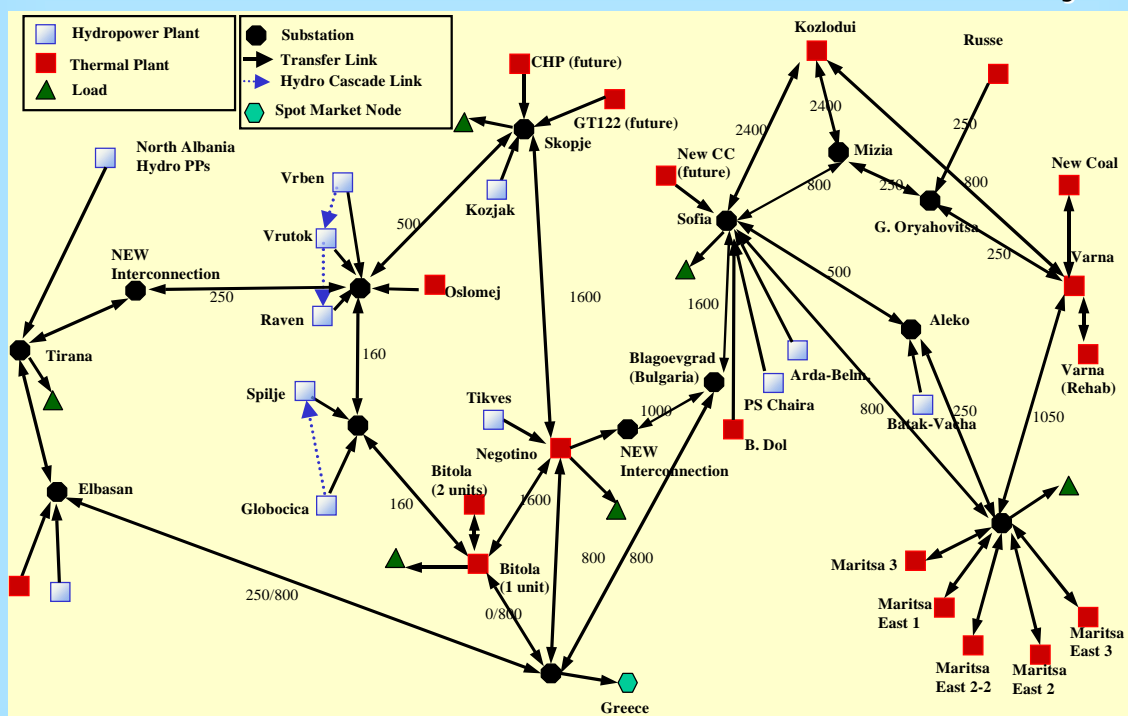 Hydropower Plant
Thermal Plant
Load
Substation
Transfer Link
Hydro Cascade Link
Spot Market Node
CHP (future)
GT122 (future)
Skopje
Kozjak
North Albania
Hydro PPs
Vrben
Vrutok
Raven
500
NEW
Interconnection
250
Oslomej
Tirana
160
Spilje
Globocica
Elbasan
160
250/800
Tikves
Negotino
1600
Bitola
(2 units)
1600
Bitola
(1 unit)
0/800
800
800
Greece
NEW
Interconnection
1000
Blagoevgrad
(Bulgaria)
1600
Kozlodui
Russe
2400
2400
New CC
(future)
Sofia
Mizia
800
250
250
800
G. Oryahovitsa
250
New Coal
Varna
Varna
(Rehab)
500
Aleko
Arda-Belm.
PS Chaira
B. Dol
800
Batak-Vacha
250
1050
Maritsa 3
Maritsa
East 1
Maritsa
East 2-2
Maritsa
East 2
Maritsa
East 3